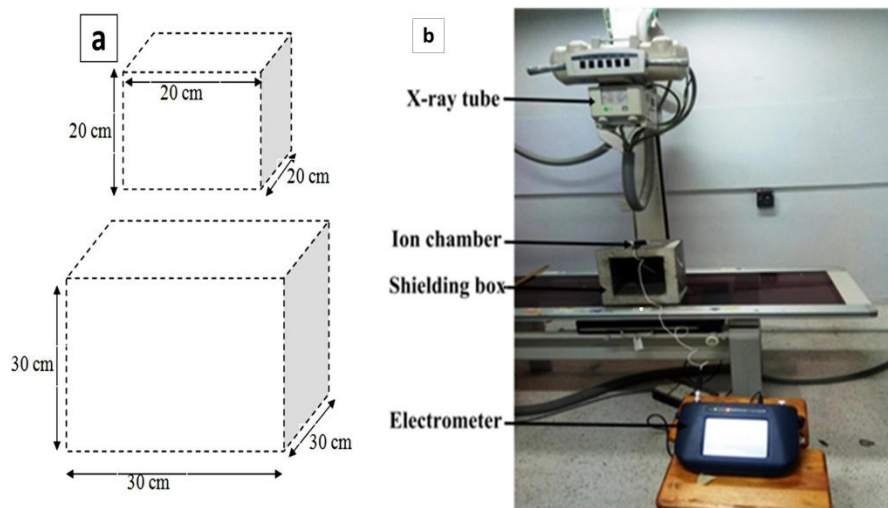 a
20 cm
20 cm
20 cm
30 cm
30 cm
30 cm
b
X-ray tube
Ion chamber
Shielding box
Electrometer